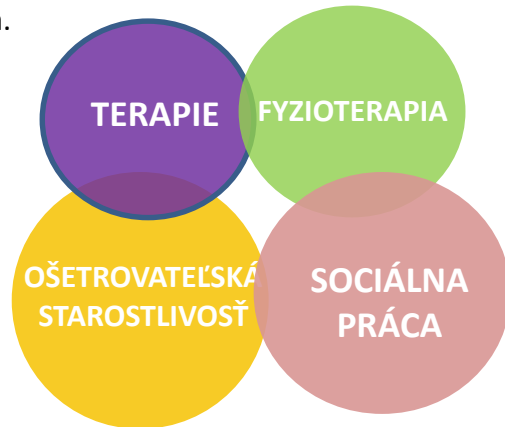 TERAPIE
FYZIOTERAPIA
OŠETROVATEĽSKÁ
STAROSTLIVOSŤ
SOCIÁLNA
PRÁCA